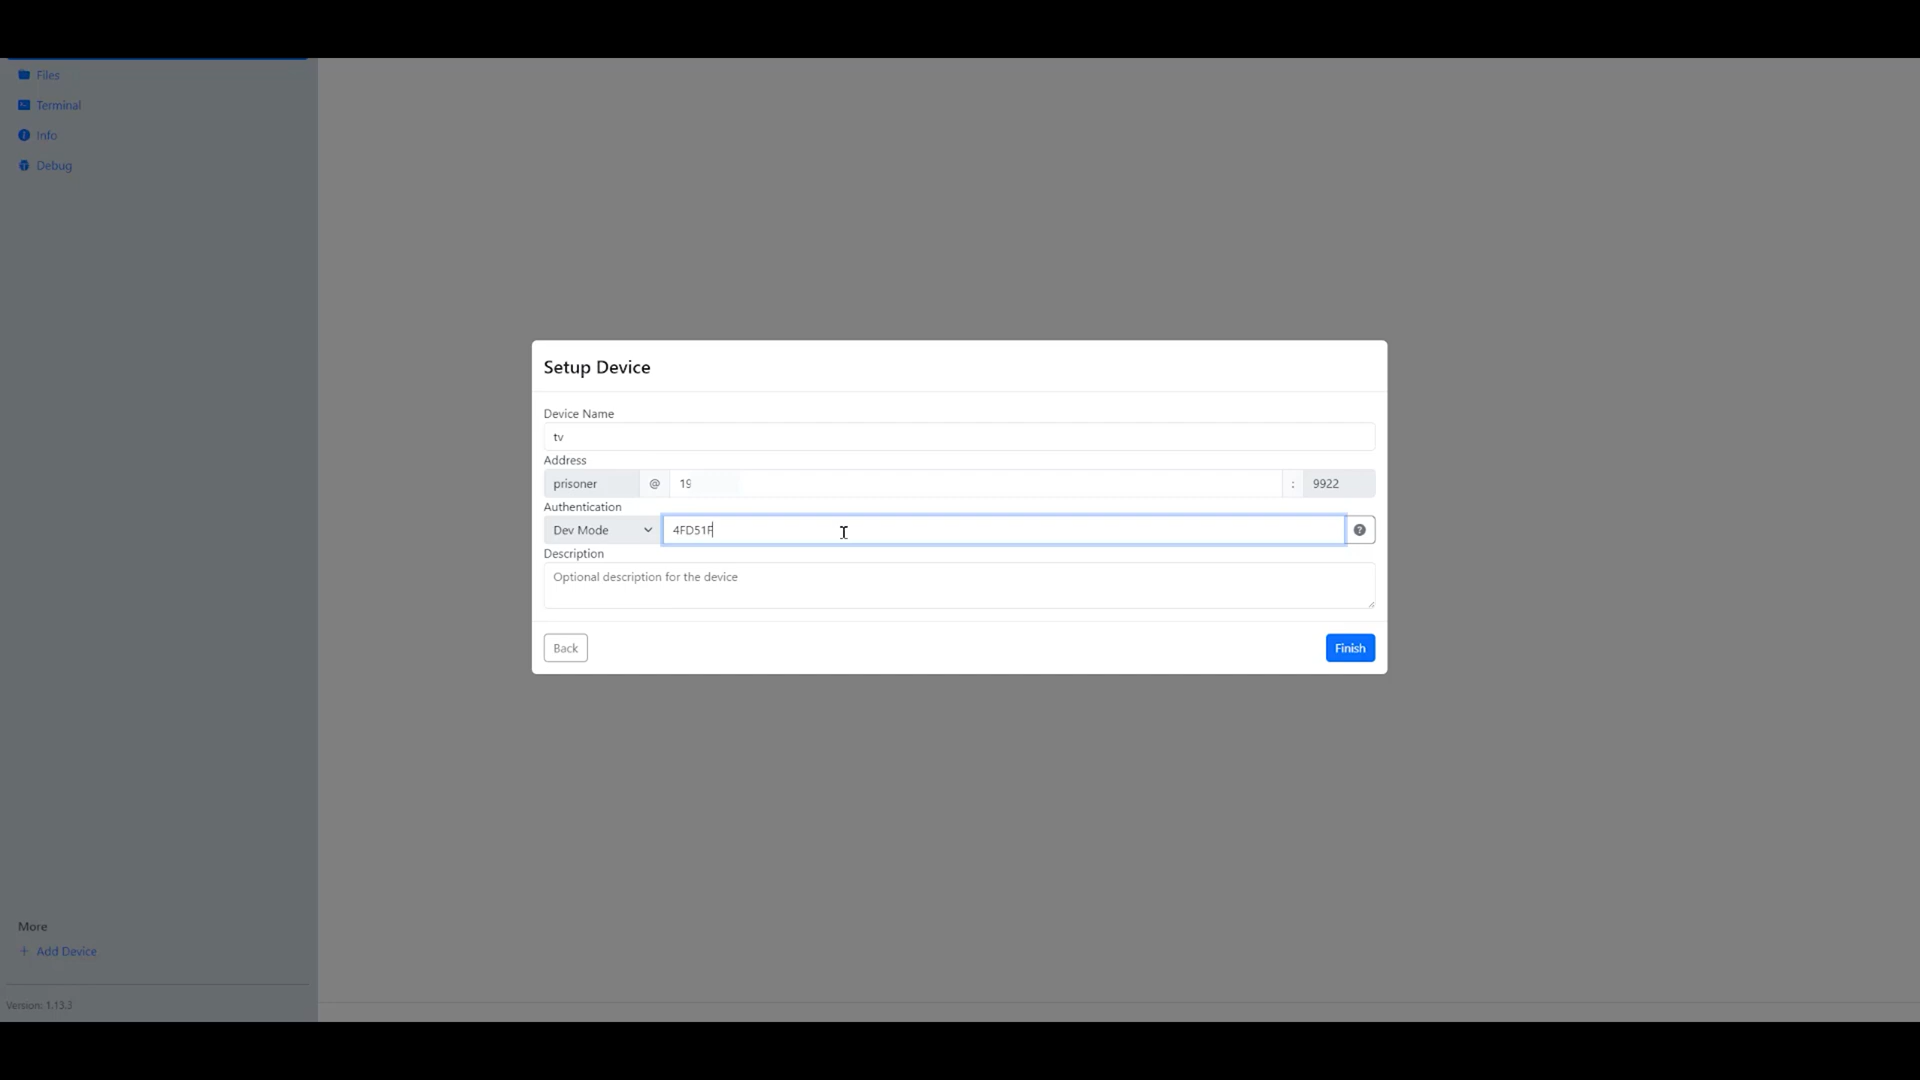 Files
Terminal
Info
Debug
Setup Device
Device Name
tv
Address
prisoner @ 19 : 9922
Authentication
Dev Mode 4FD51F
Description
Optional description for the device
Back Finish
More
+ Add Device
Version: 1.13.3